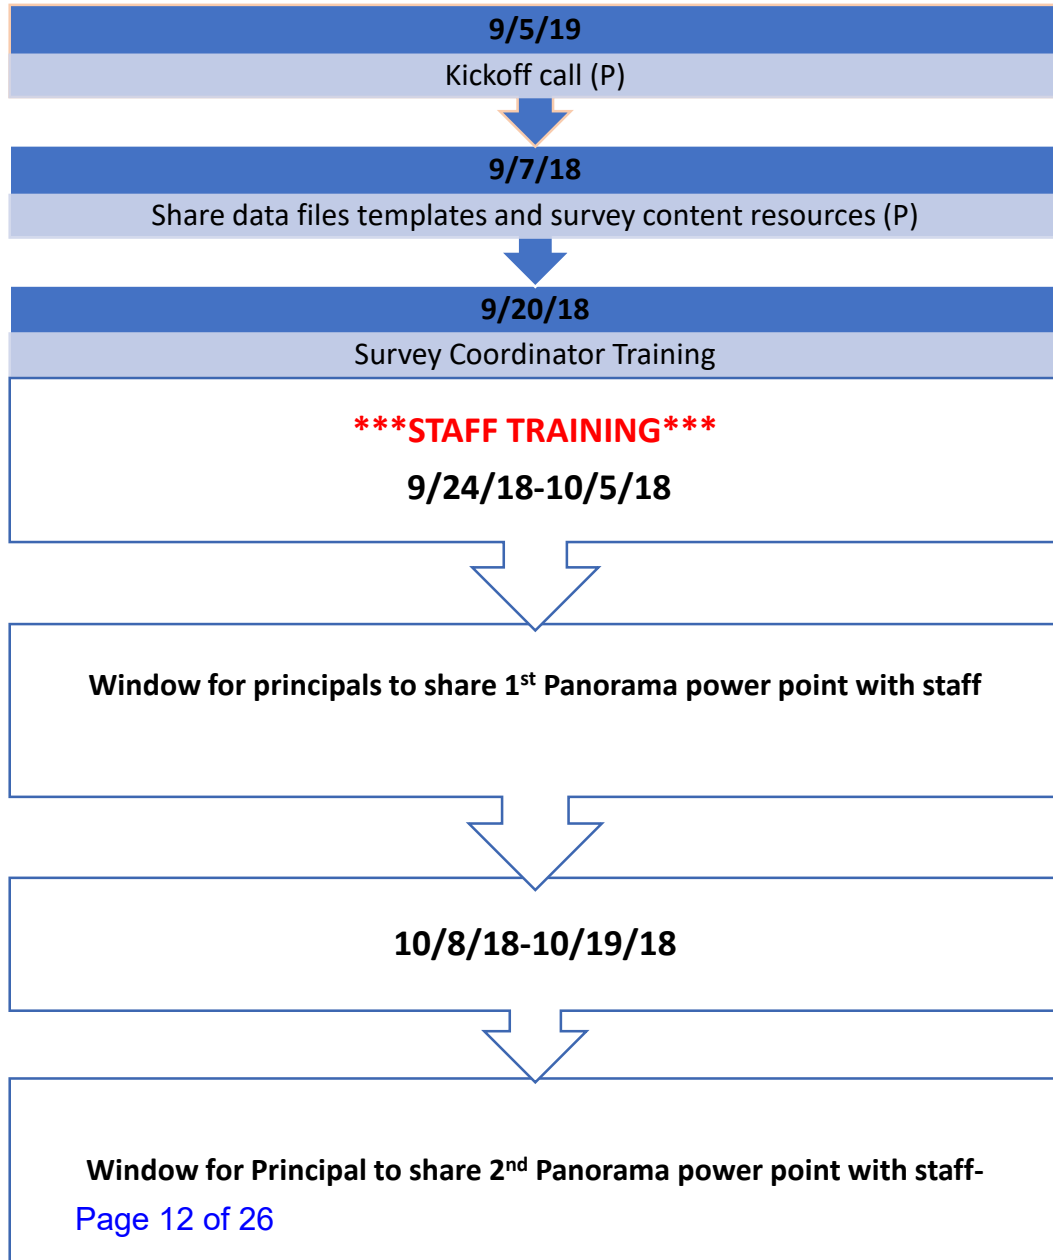 9/5/19
Kickoff call (P)
9/7/18
Share data files templates and survey content resources (P)
9/20/18
Survey Coordinator Training
***STAFF TRAINING***
9/24/18-10/5/18
Window for principals to share 1st Panorama power point with staff
10/8/18-10/19/18
Window for Principal to share 2nd Panorama power point with staff-
Page 12 of 26